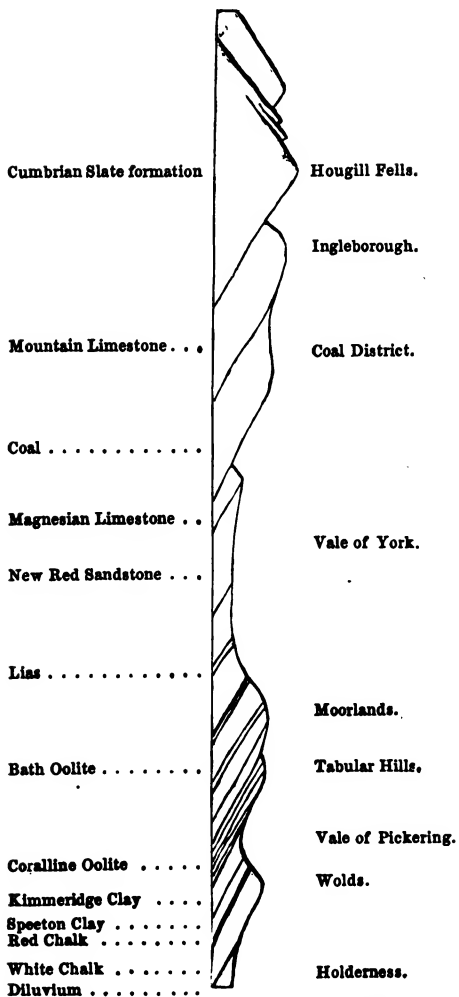 Cumbrian Slate formation
Hougill Fells.
Ingleborough.
Mountain Limestone . . .
Coal District.
Coal . . . . . . . . . . . .
Magnesian Limestone . .
Vale of York.
New Red Sandstone . . .
Lias . . . . . . . . . . . .
Moorlands.
Bath Oolite . . . . . . . .
Tabular Hills.
Vale of Pickering.
Coralline Oolite . . . . .
Wolds.
Kimmeridge Clay . . . .
Speeton Clay . . . . . . .
Red Chalk . . . . . . . .
White Chalk . . . . . . .
Holderness.
Diluvium . . . . . . . . .